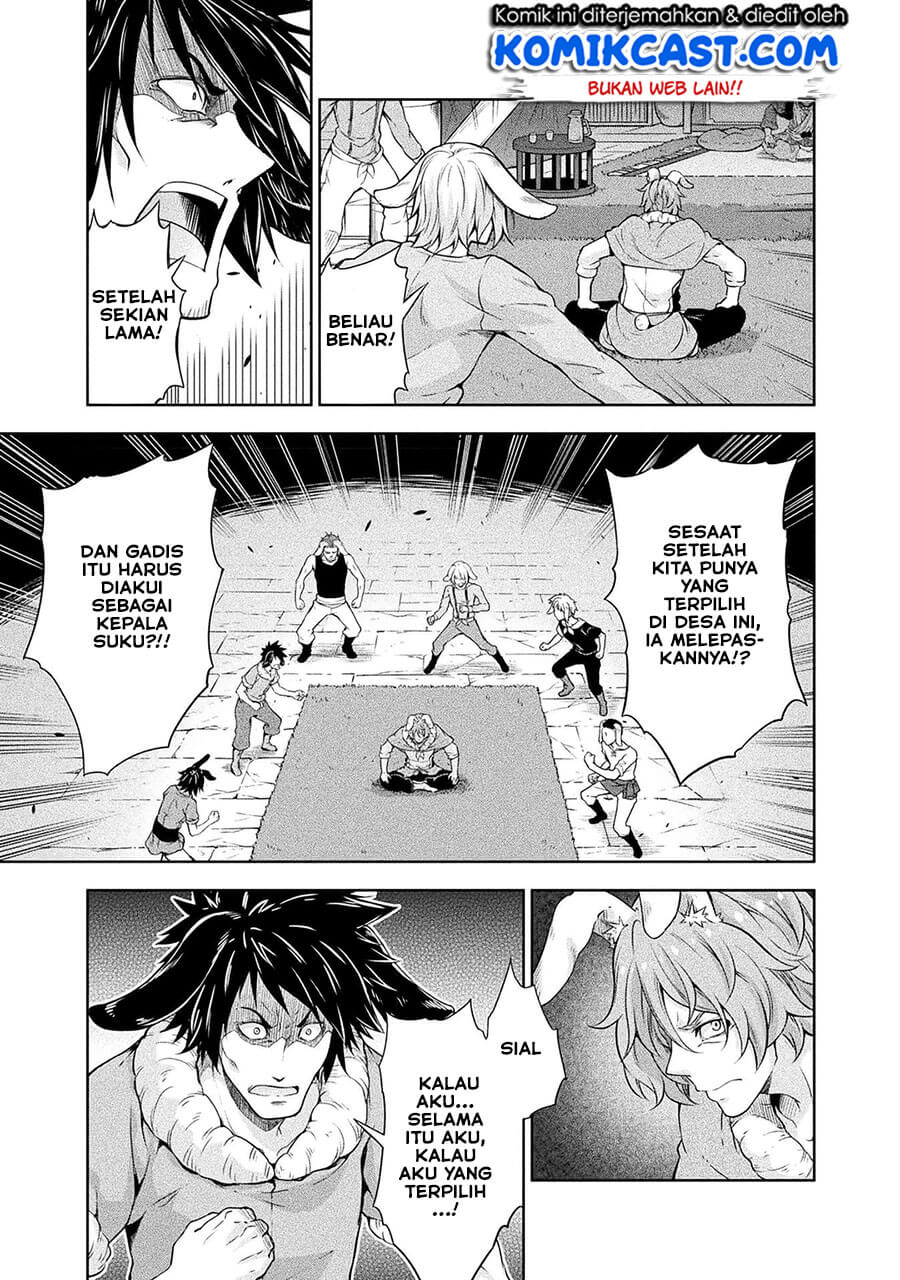 Komik ini diterjemahkan & diedit oleh
KOMIKCAST.COM
BUKAN WEB LAIN!!
BELIAU
BENAR!
SETELAH
SEKIAN
LAMA!
SESAAT
SETELAH
KITA PUNYA
YANG
TERPILIH
DI DESA INI,
IA MELEPAS-
KANNYA!?
DAN GADIS
ITU HARUS
DIAKUI
SEBAGAI
KEPALA
SUKU?!!
SIAL
KALAU
AKU...
SELAMA
ITU AKU,
KALAU
AKU YANG
TERPILIH
...!